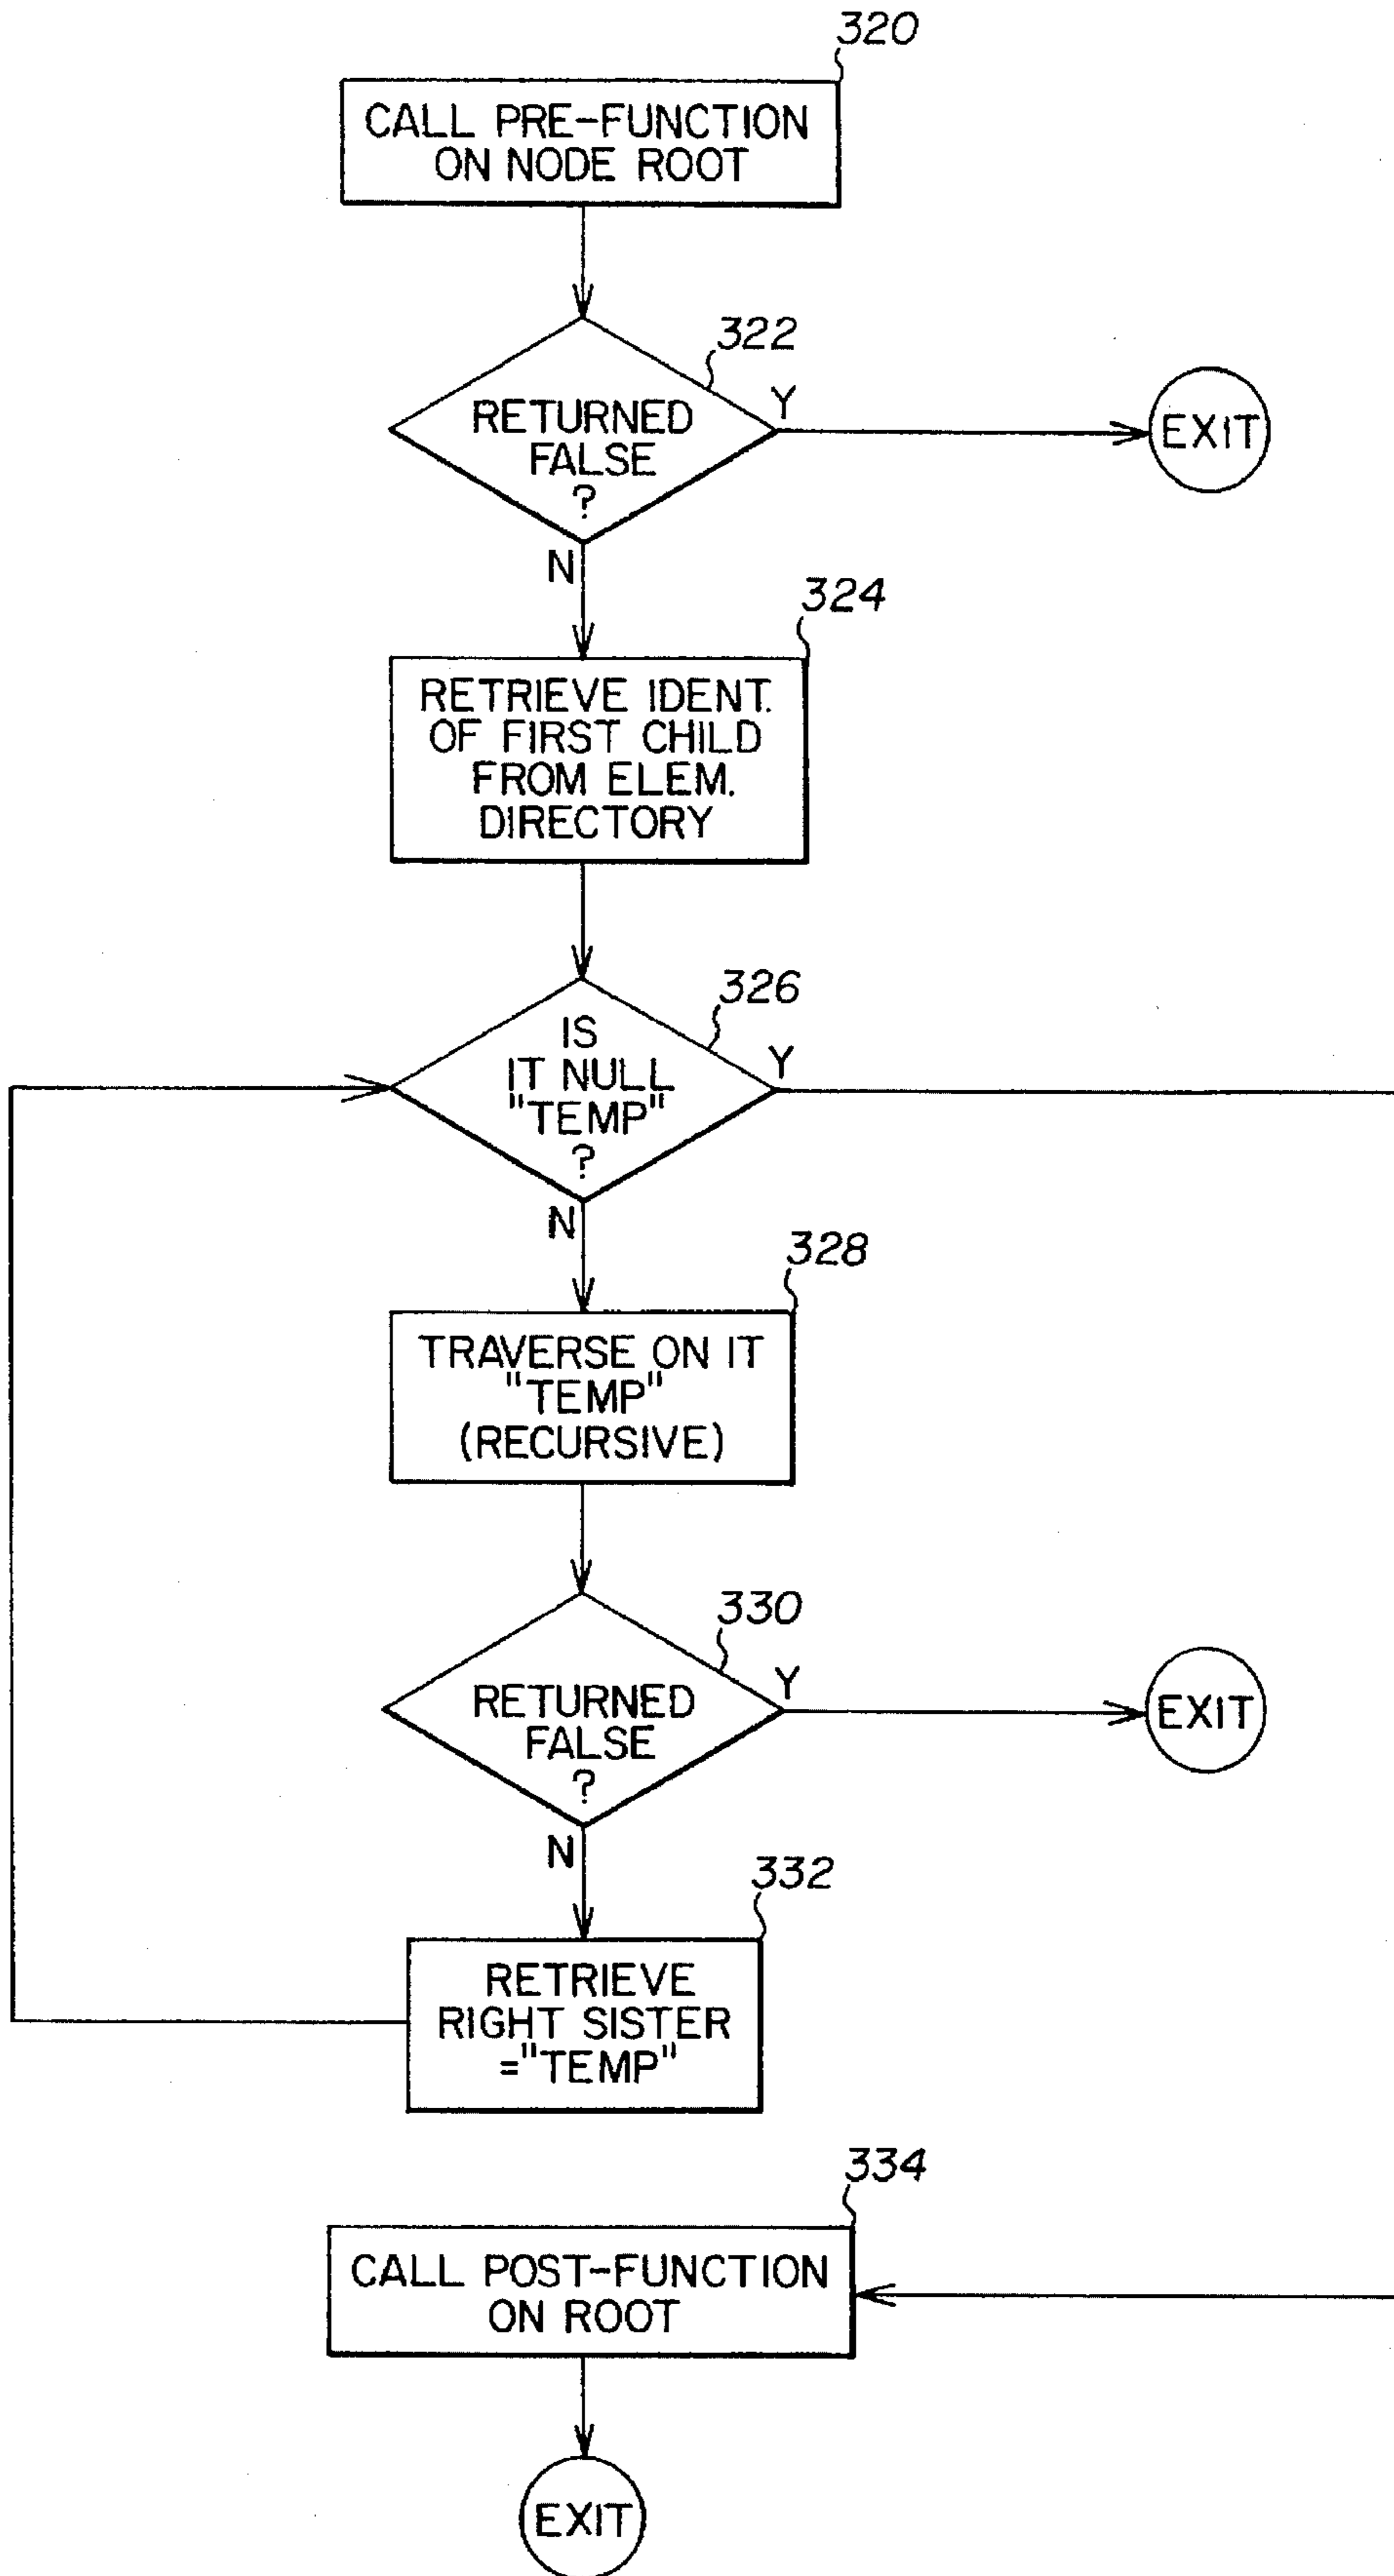 320
CALL PRE-FUNCTION
ON NODE ROOT
322
RETURNED
FALSE
?
Y
EXIT
N
324
RETRIEVE IDENT.
OF FIRST CHILD
FROM ELEM.
DIRECTORY
326
IS
IT NULL
"TEMP"
?
Y
N
328
TRAVERSE ON IT
"TEMP"
(RECURSIVE)
330
RETURNED
FALSE
?
Y
EXIT
N
332
RETRIEVE
RIGHT SISTER
="TEMP"
334
CALL POST-FUNCTION
ON ROOT
EXIT